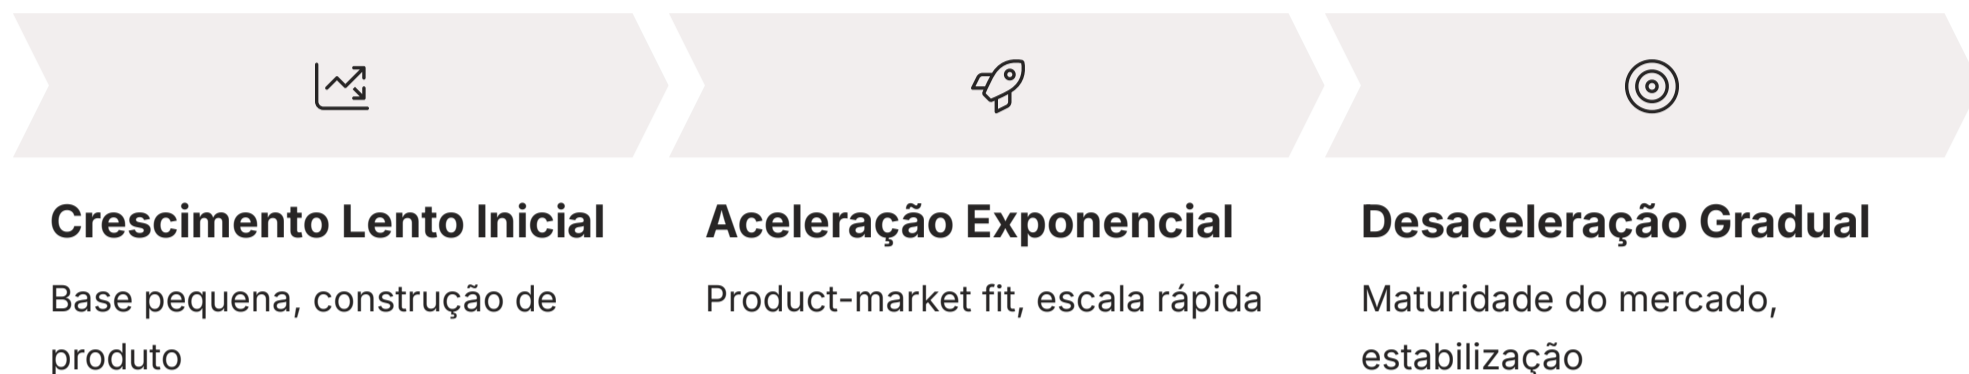 Crescimento Lento Inicial
Base pequena, construção de
produto
Aceleração Exponencial
Product-market fit, escala rápida
Desaceleração Gradual
Maturidade do mercado,
estabilização